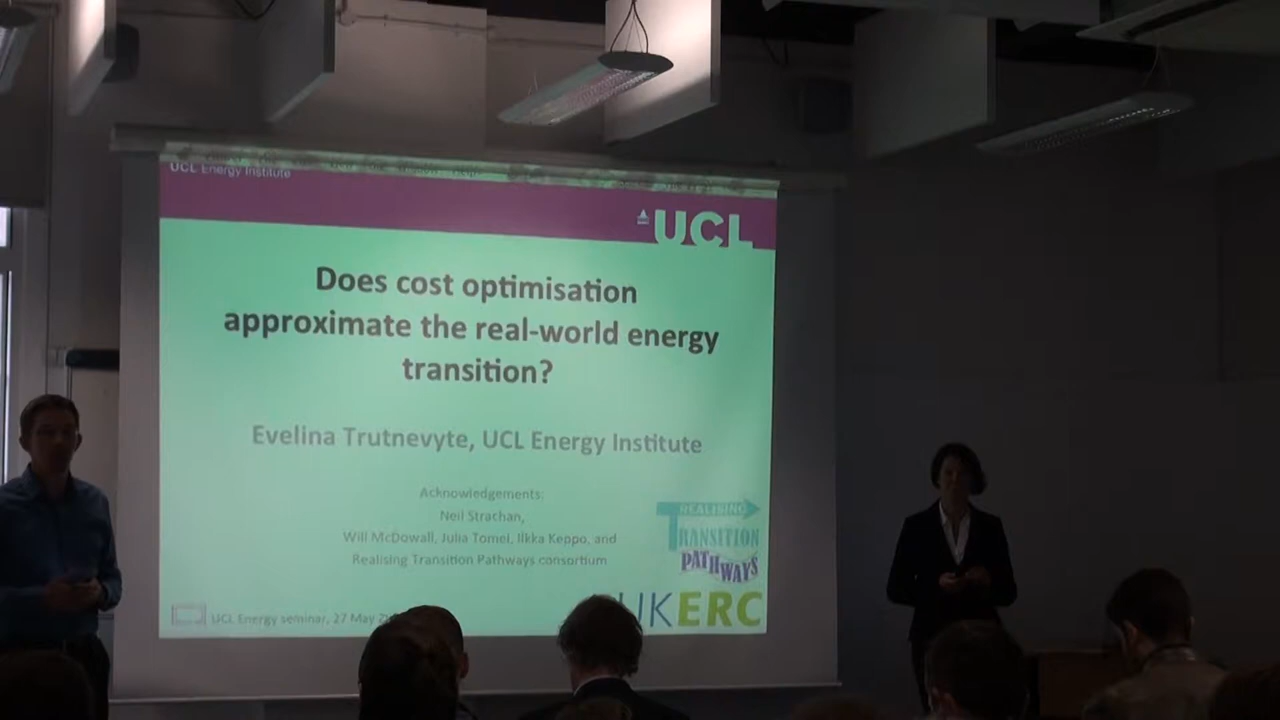 UCL Energy Institute
UCL
Does cost optimisation
approximate the real-world energy
transition?
Evelina Trutnevyte, UCL Energy Institute
Acknowledgements:
Neil Strachan,
Will McDowall, Julia Tomei, Ilkka Keppo, and
Realising Transition Pathways consortium
REALISING
TRANSITION
PATHWAYS
UKERC
UCL Energy seminar, 27 May